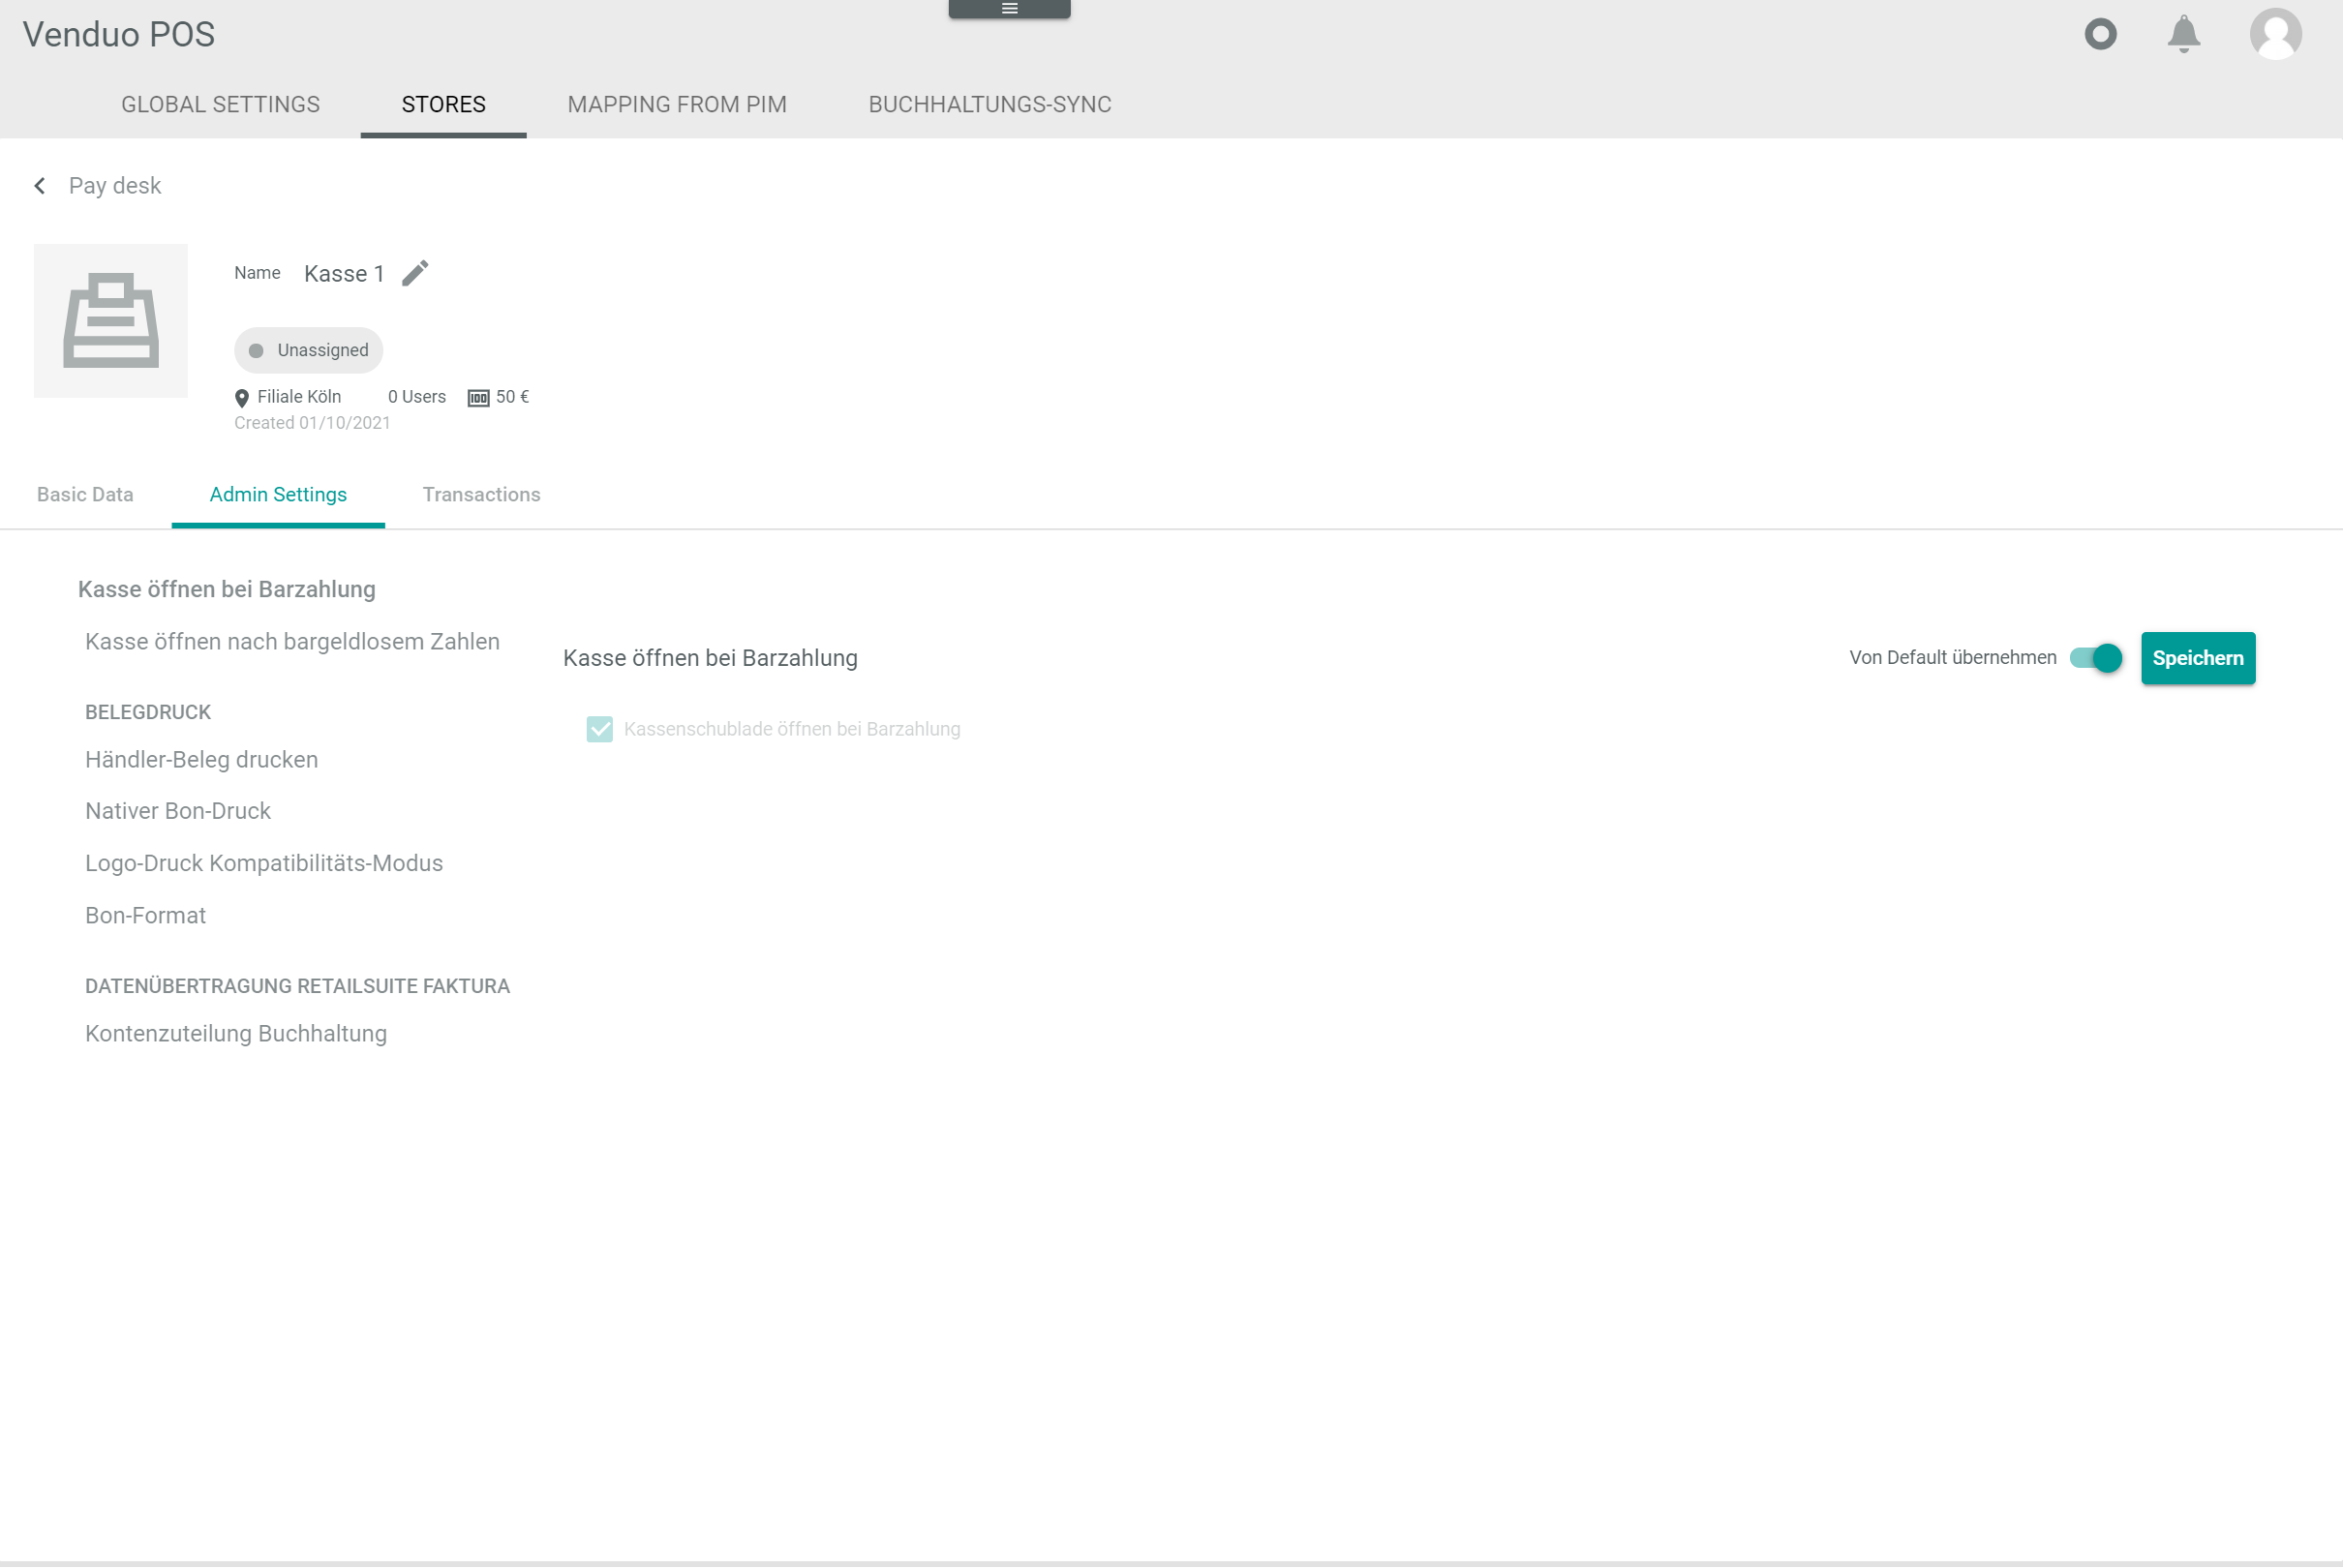 Venduo POS
GLOBAL SETTINGS STORES MAPPING FROM PIM BUCHHALTUNGS-SYNC
Pay desk
Name Kasse 1
Unassigned
Filiale Köln 0 Users 100 50 €
Created 01/10/2021
Basic Data Admin Settings Transactions
Kasse öffnen bei Barzahlung
Kasse öffnen nach bargeldlosem Zahlen
Kasse öffnen bei Barzahlung Von Default übernehmen Speichern
BELEGDRUCK
Kassenschublade öffnen bei Barzahlung
Händler-Beleg drucken
Nativer Bon-Druck
Logo-Druck Kompatibilitäts-Modus
Bon-Format
DATENÜBERTRAGUNG RETAILSUITE FAKTURA
Kontenzuteilung Buchhaltung